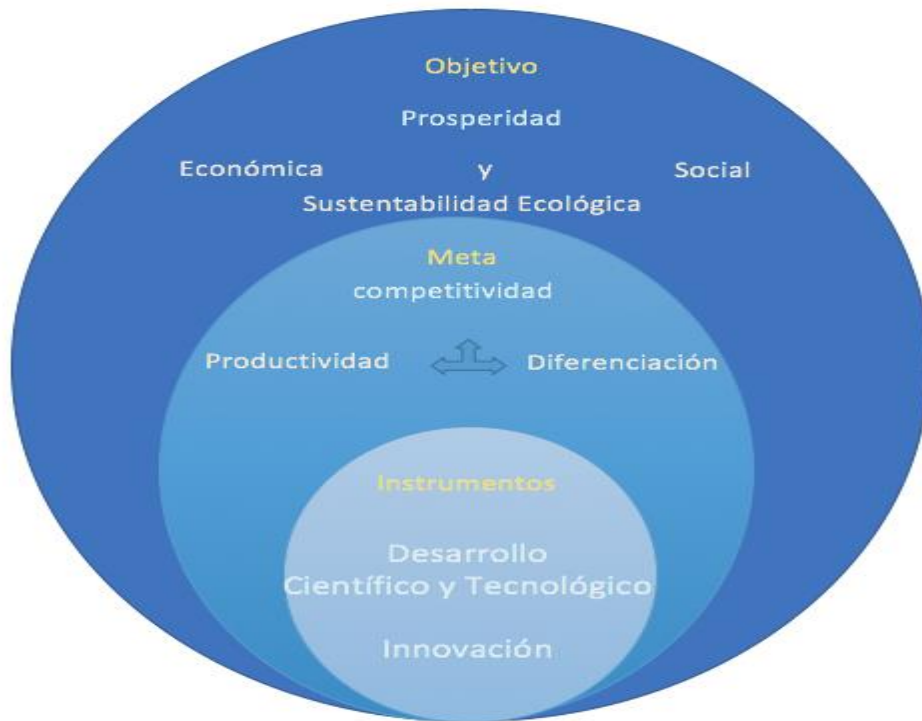 Objetivo
Prosperidad
Económica y Social
Sustentabilidad Ecológica
Meta
competitividad
Productividad Diferenciación
Instrumentos
Desarrollo
Científico y Tecnológico
Innovación